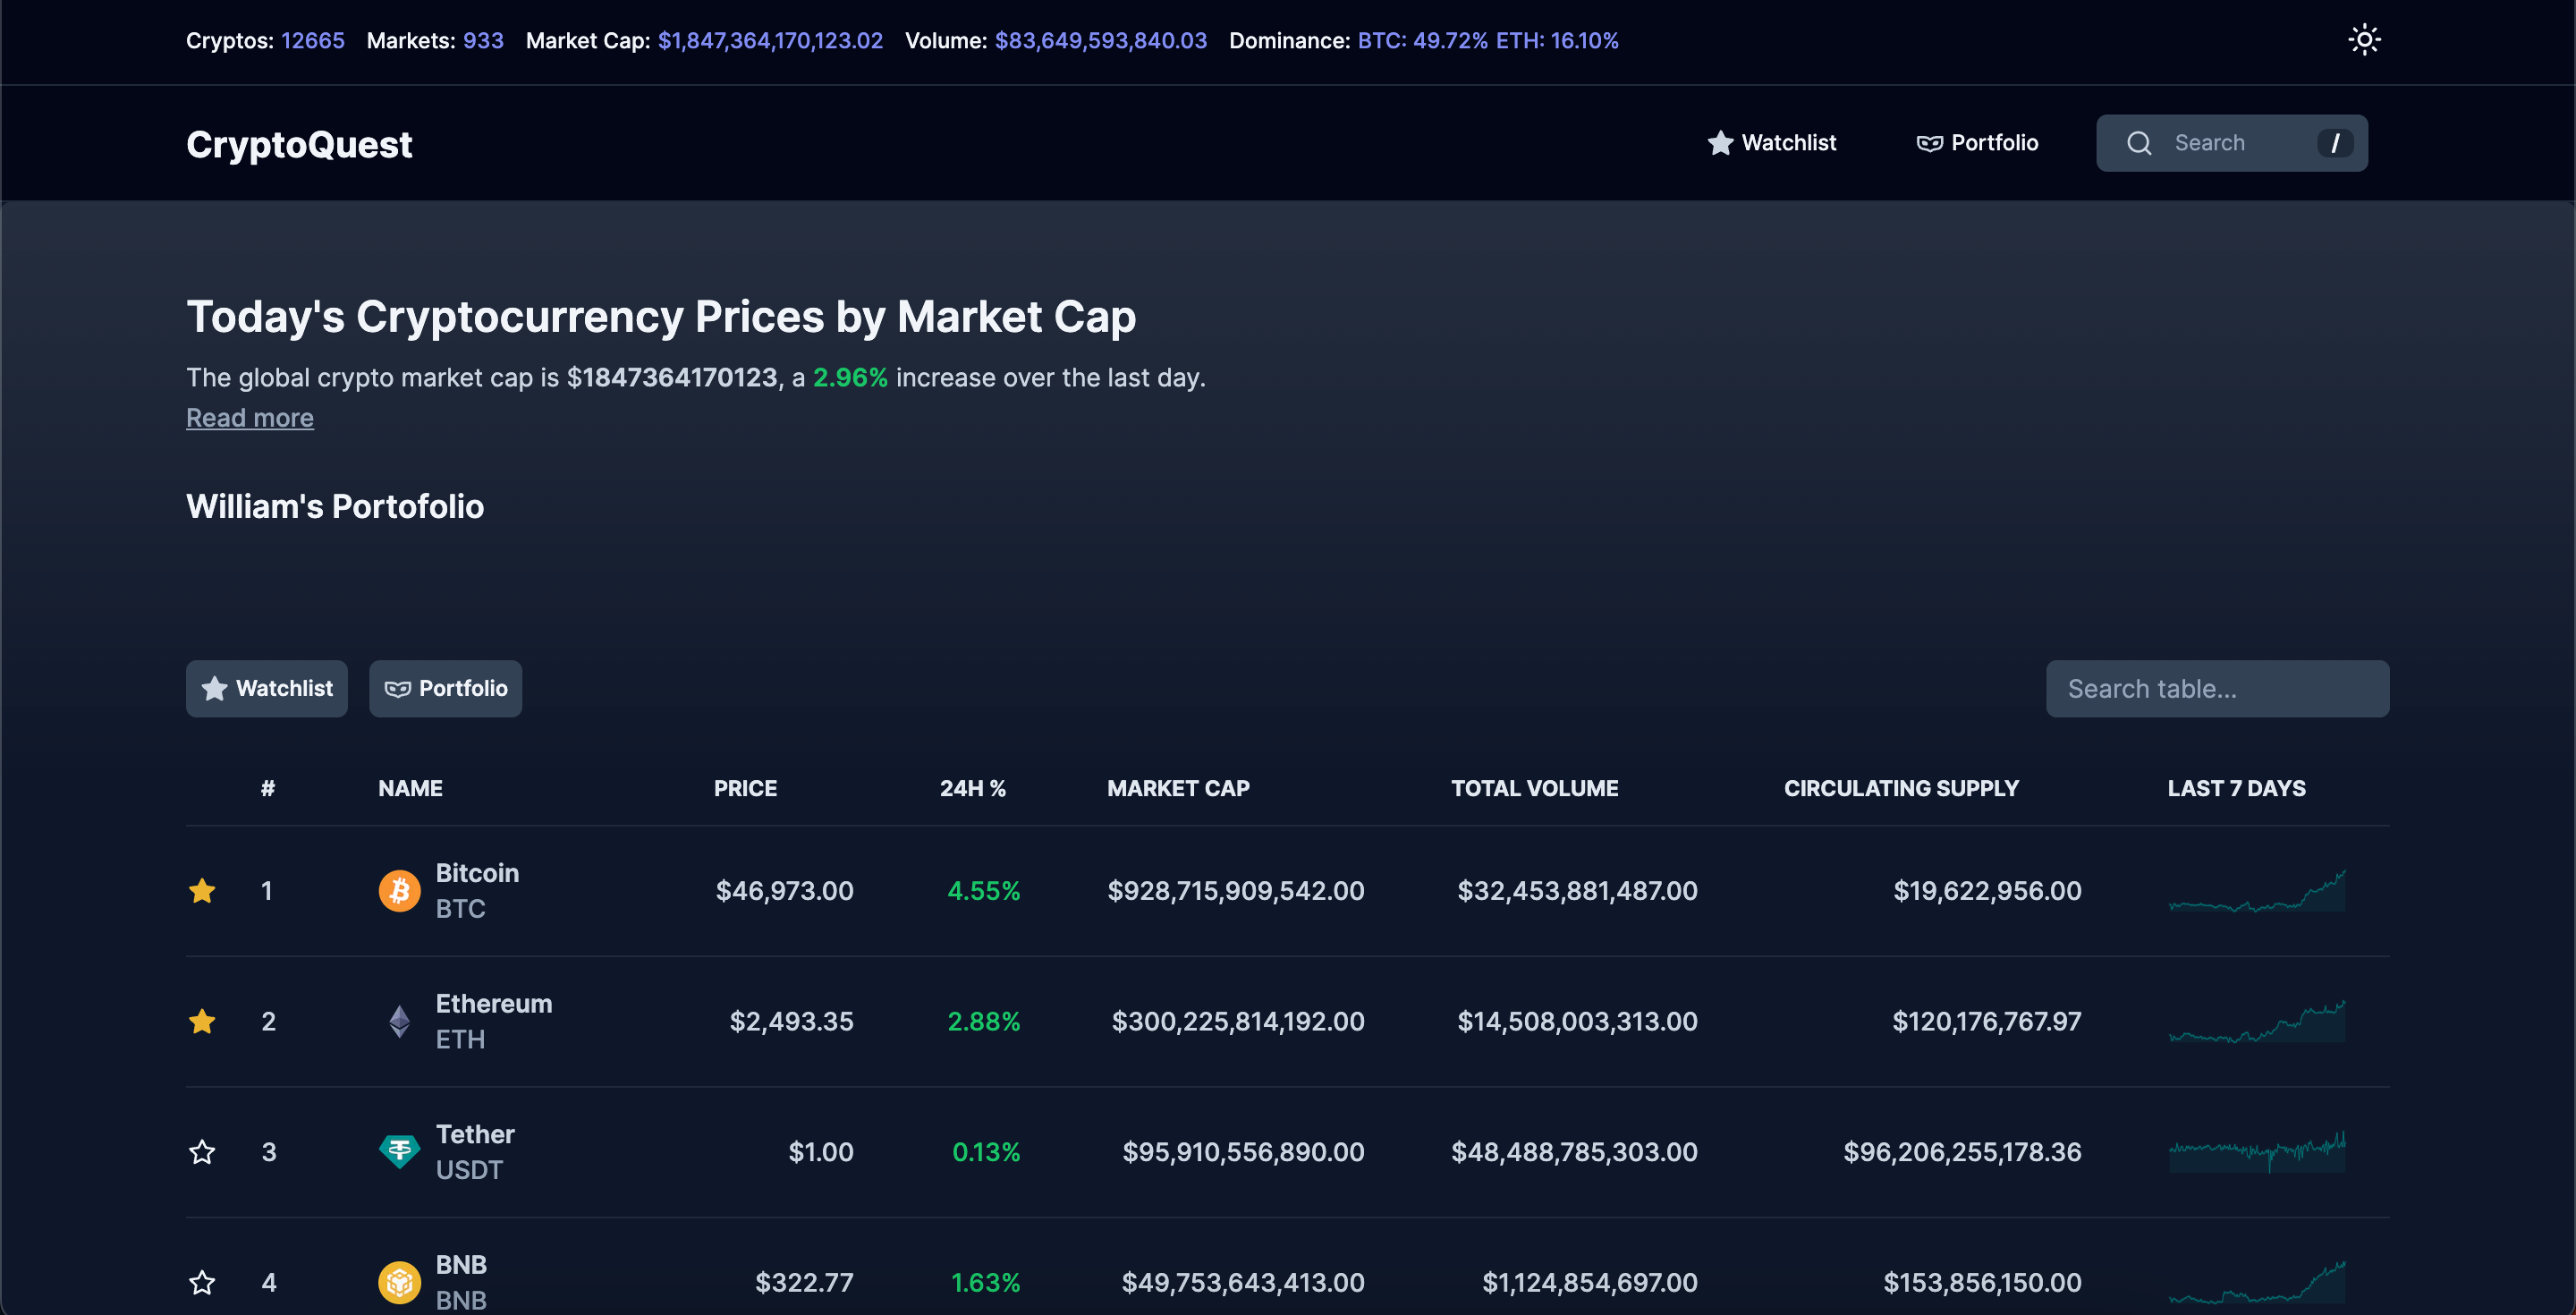 Cryptos: 12665 Markets: 933 Market Cap: $1,847,364,170,123.02 Volume: $83,649,593,840.03 Dominance: BTC: 49.72% ETH: 16.10%
CryptoQuest Watchlist Portfolio Search /
Today's Cryptocurrency Prices by Market Cap
The global crypto market cap is $1847364170123, a 2.96% increase over the last day.
Read more
William's Portofolio
Watchlist Portfolio Search table...
# NAME PRICE 24H % MARKET CAP TOTAL VOLUME CIRCULATING SUPPLY LAST 7 DAYS
1 Bitcoin $46,973.00 4.55% $928,715,909,542.00 $32,453,881,487.00 $19,622,956.00
BTC
2 Ethereum $2,493.35 2.88% $300,225,814,192.00 $14,508,003,313.00 $120,176,767.97
ETH
3 Tether $1.00 0.13% $95,910,556,890.00 $48,488,785,303.00 $96,206,255,178.36
USDT
4 BNB $322.77 1.63% $49,753,643,413.00 $1,124,854,697.00 $153,856,150.00
BNB